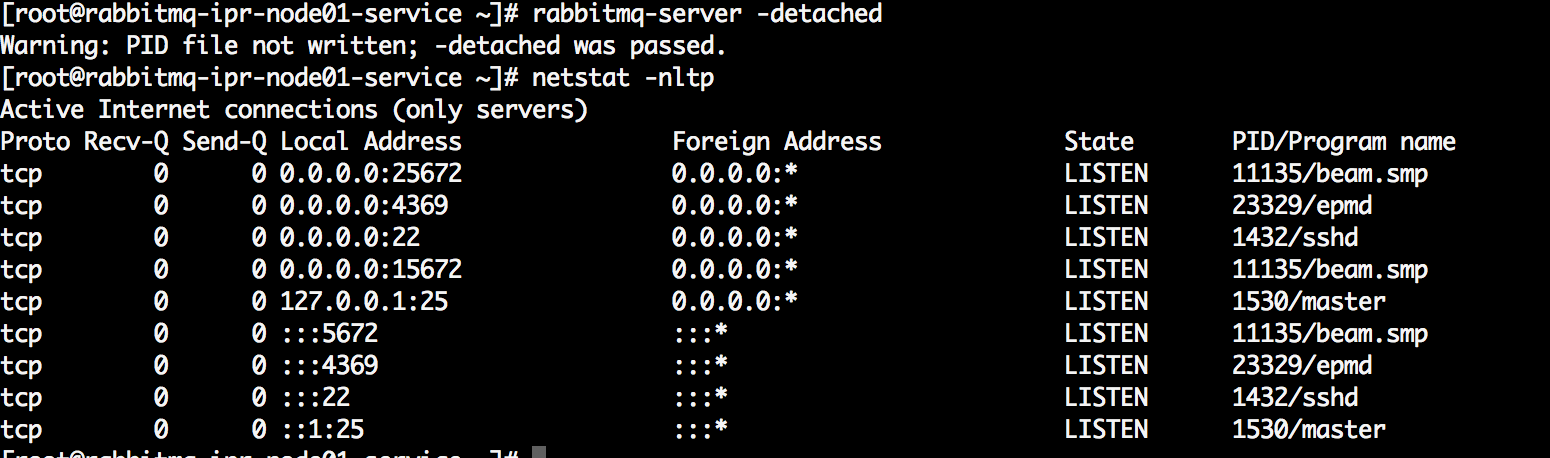 [root@rabbitmq-ipr-node01-service ~]# rabbitmq-server -detached
Warning: PID file not written; -detached was passed.
[root@rabbitmq-ipr-node01-service ~]# netstat -nltp
Active Internet connections (only servers)
Proto Recv-Q Send-Q Local Address               Foreign Address             State       PID/Program name
tcp        0      0 0.0.0.0:25672               0.0.0.0:*                   LISTEN      11135/beam.smp
tcp        0      0 0.0.0.0:4369                0.0.0.0:*                   LISTEN      23329/epmd
tcp        0      0 0.0.0.0:22                  0.0.0.0:*                   LISTEN      1432/sshd
tcp        0      0 0.0.0.0:15672               0.0.0.0:*                   LISTEN      11135/beam.smp
tcp        0      0 127.0.0.1:25                0.0.0.0:*                   LISTEN      1530/master
tcp        0      0 :::5672                     :::*                        LISTEN      11135/beam.smp
tcp        0      0 :::4369                     :::*                        LISTEN      23329/epmd
tcp        0      0 :::22                       :::*                        LISTEN      1432/sshd
tcp        0      0 ::1:25                      :::*                        LISTEN      1530/master
[root@rabbitmq-ipr-node01-service ~]#